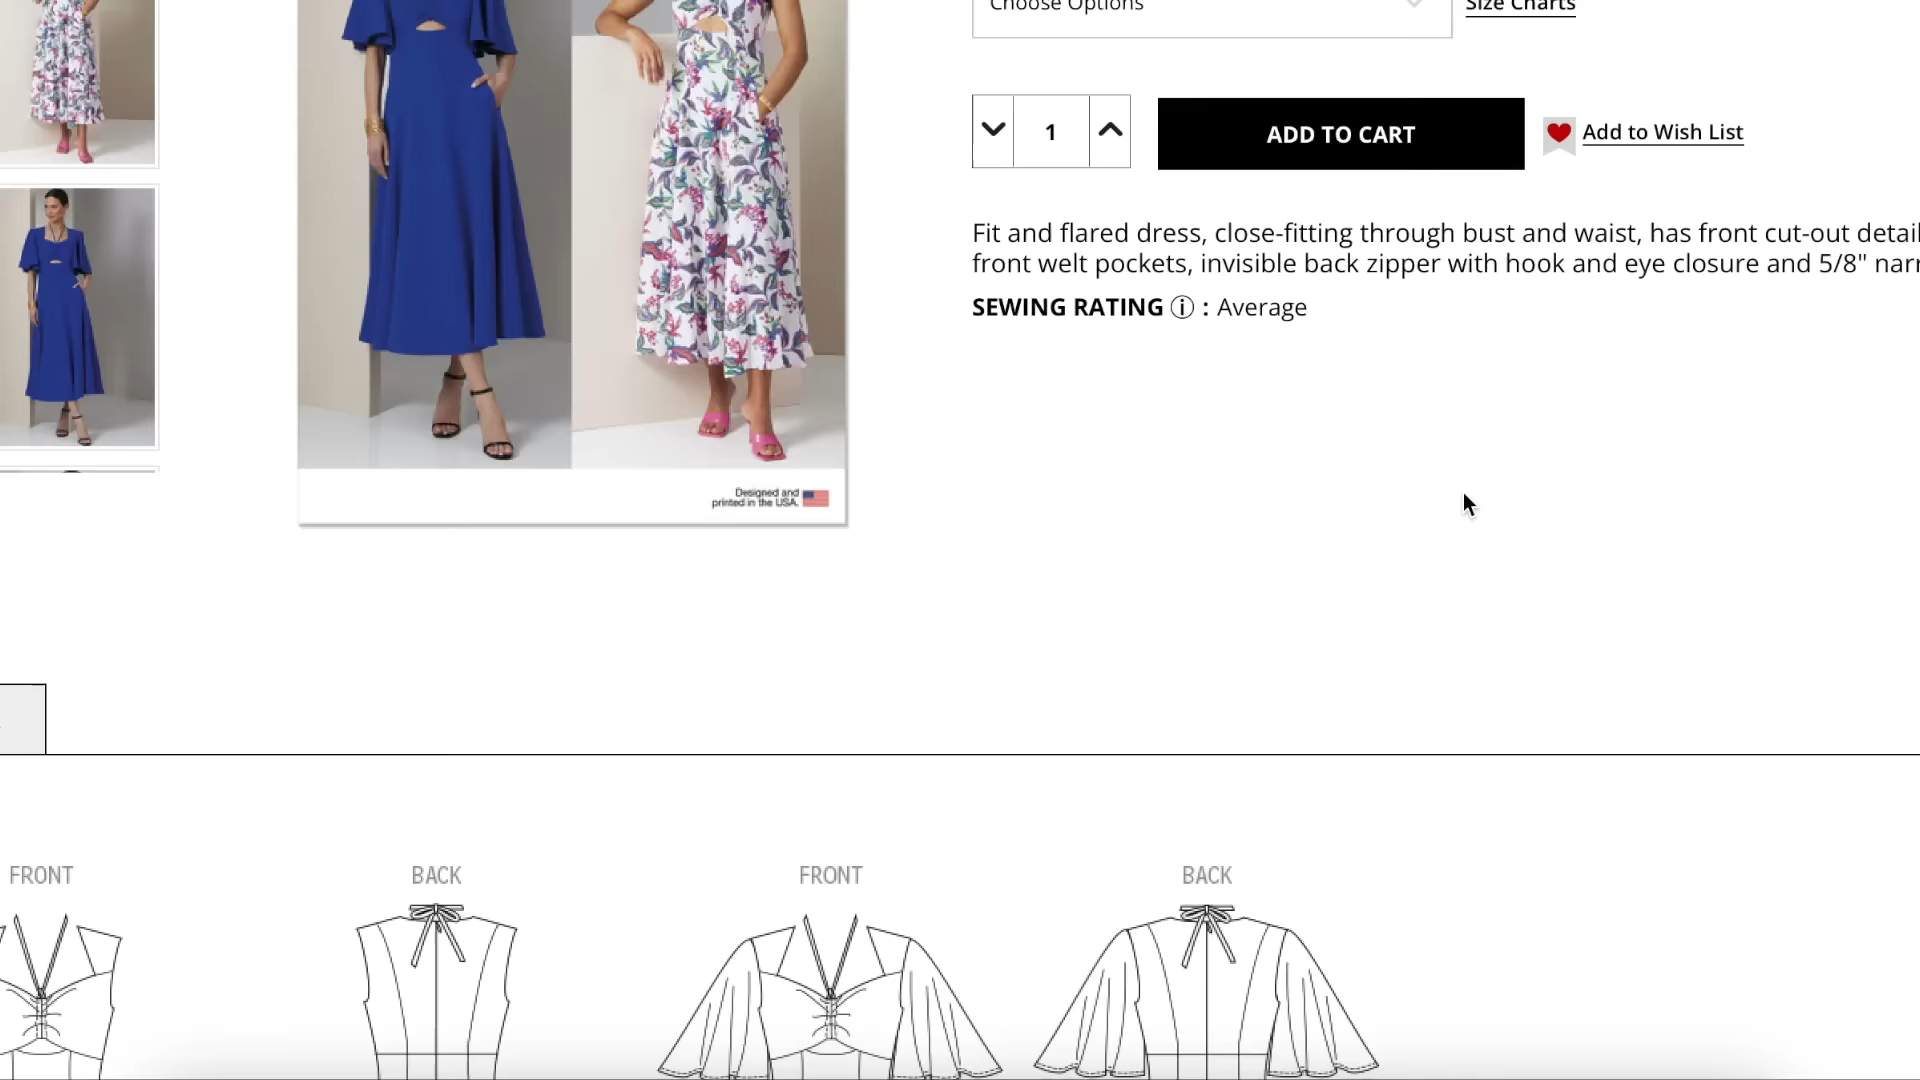 Choose Options
Size Charts
1
ADD TO CART
Add to Wish List
Fit and flared dress, close-fitting through bust and waist, has front cut-out detail
front welt pockets, invisible back zipper with hook and eye closure and 5/8"
SEWING RATING ⓘ : Average
Designed and
printed in the USA.
FRONT
BACK
FRONT
BACK